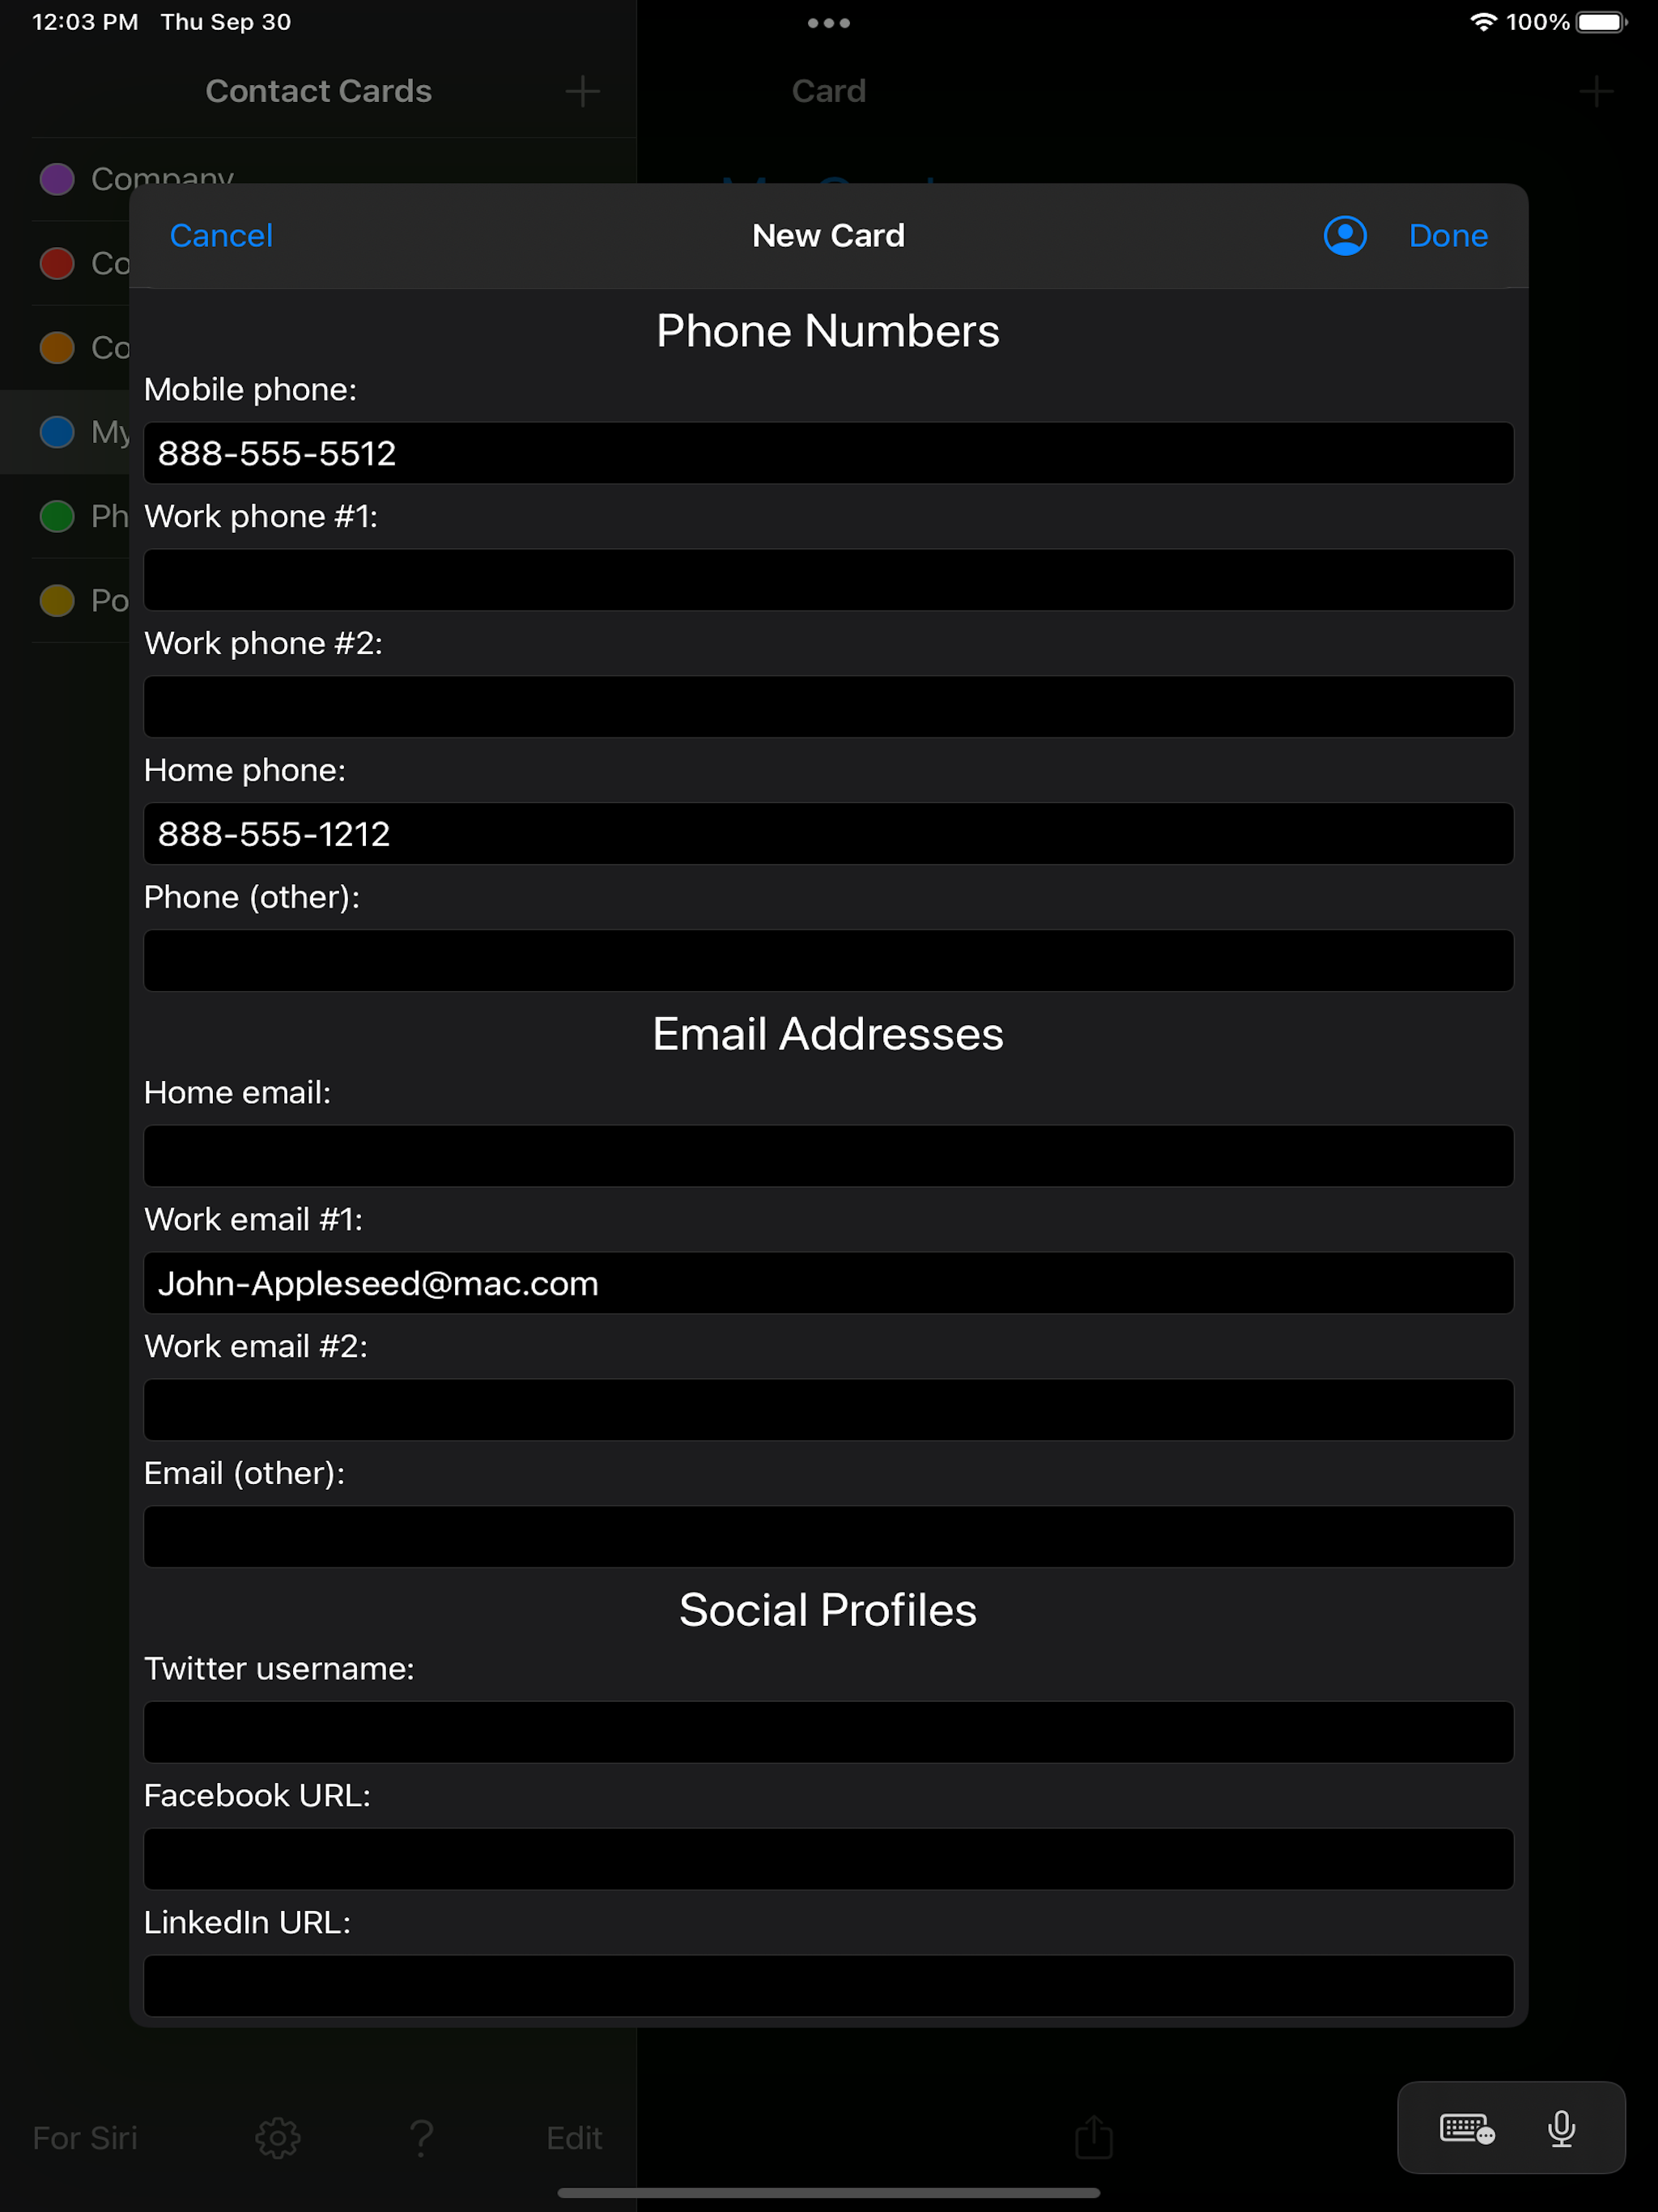 12:03 PM Thu Sep 30
100%
Contact Cards
Card
Company
Co
Co
My
Ph
Po
Cancel
New Card
Done
Phone Numbers
Mobile phone:
888-555-5512
Work phone #1:
Work phone #2:
Home phone:
888-555-1212
Phone (other):
Email Addresses
Home email:
Work email #1:
John-Appleseed@mac.com
Work email #2:
Email (other):
Social Profiles
Twitter username:
Facebook URL:
LinkedIn URL:
For Siri
?
Edit